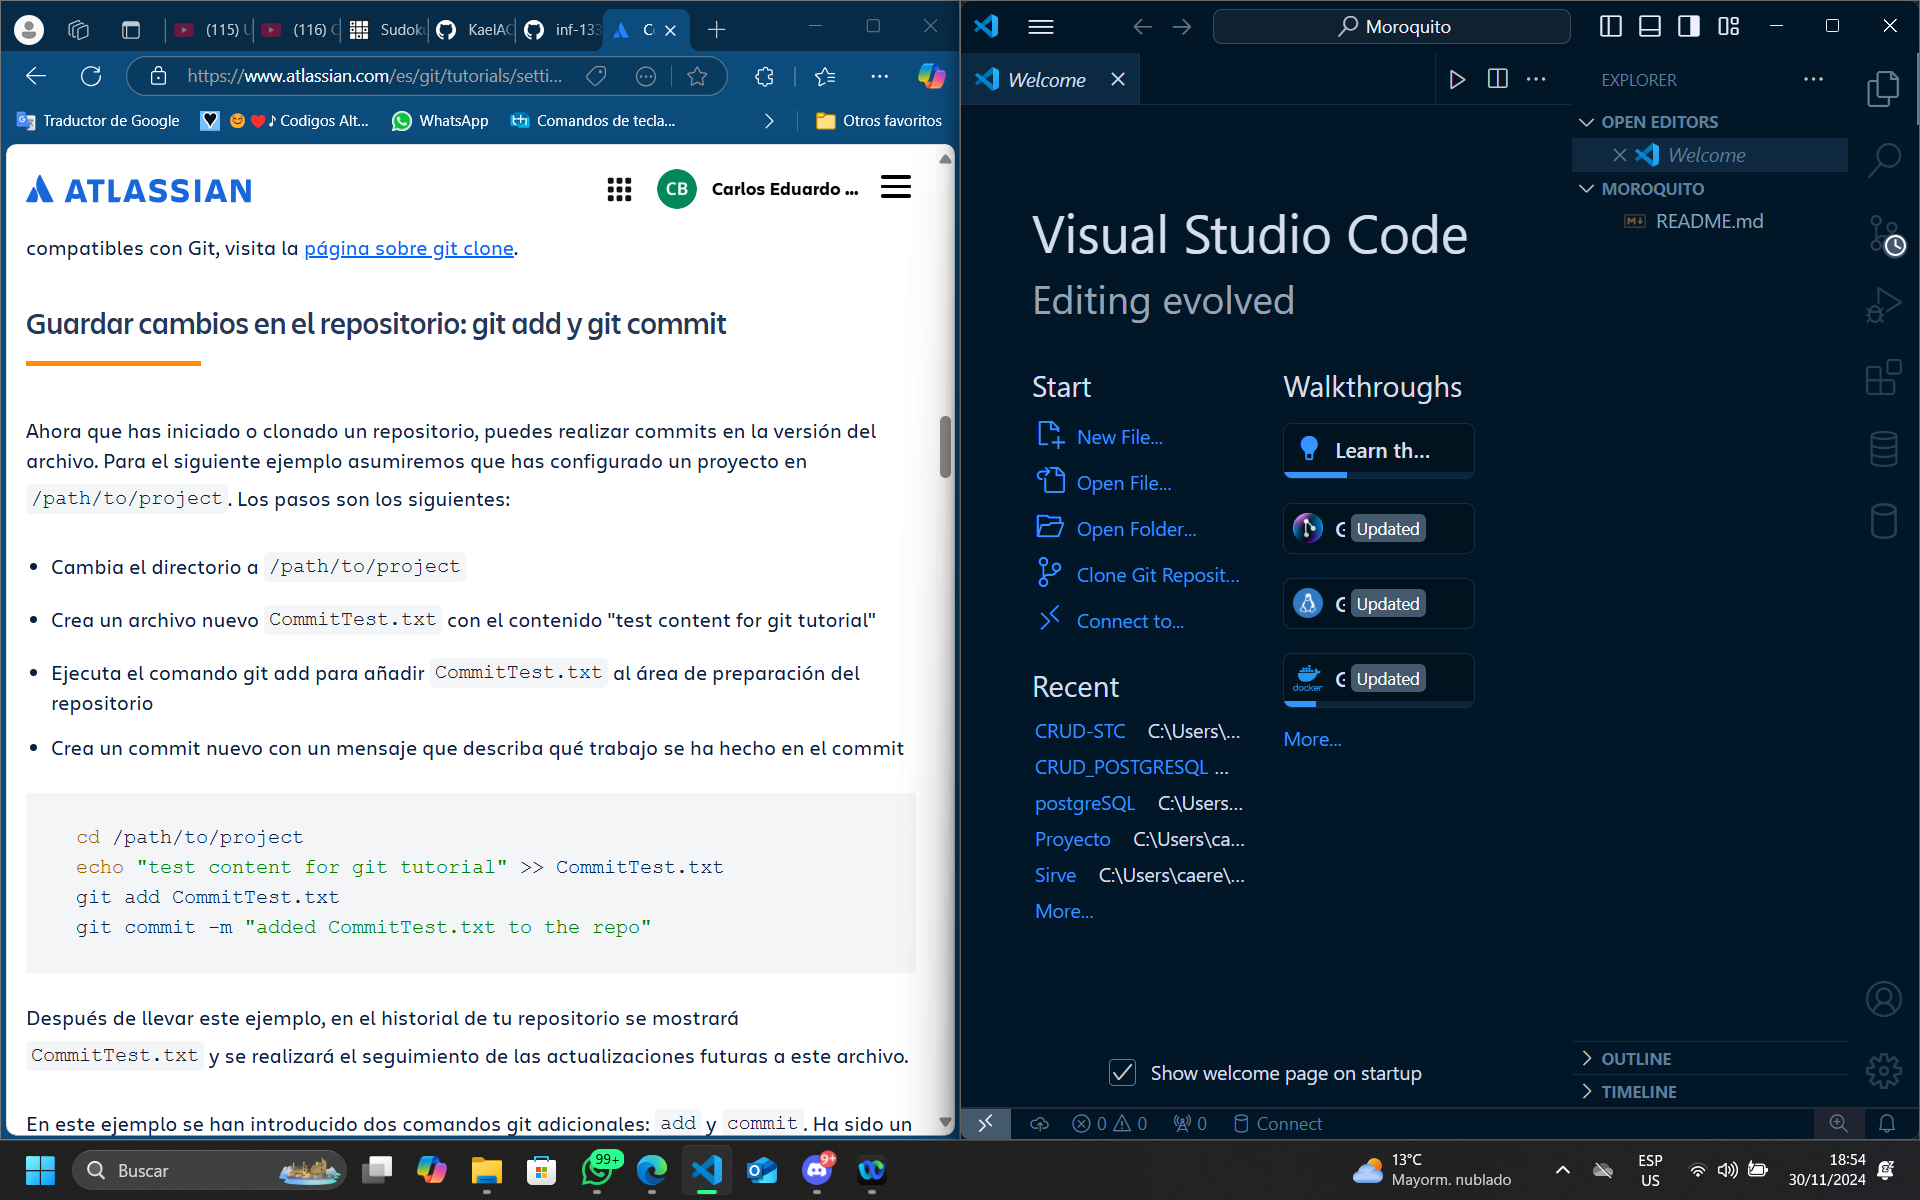 (115) U
(116) C
Sudok
KaelAC
inf-133
C
https://www.atlassian.com/es/git/tutorials/setti...
Traductor de Google
Codigos Alt...
WhatsApp
Comandos de tecla...
Otros favoritos
ATLASSIAN
CB
Carlos Eduardo ...
compatibles con Git, visita la página sobre git clone.
Guardar cambios en el repositorio: git add y git commit
Ahora que has iniciado o clonado un repositorio, puedes realizar commits en la versión del
archivo. Para el siguiente ejemplo asumiremos que has configurado un proyecto en
/path/to/project. Los pasos son los siguientes:
• Cambia el directorio a /path/to/project
• Crea un archivo nuevo CommitTest.txt con el contenido "test content for git tutorial"
• Ejecuta el comando git add para añadir CommitTest.txt al área de preparación del
repositorio
• Crea un commit nuevo con un mensaje que describa qué trabajo se ha hecho en el commit
cd /path/to/project
echo "test content for git tutorial" >> CommitTest.txt
git add CommitTest.txt
git commit -m "added CommitTest.txt to the repo"
Después de llevar este ejemplo, en el historial de tu repositorio se mostrará
CommitTest.txt y se realizará el seguimiento de las actualizaciones futuras a este archivo.
En este ejemplo se han introducido dos comandos git adicionales: add y commit. Ha sido un
Moroquito
Welcome
Visual Studio Code
Editing evolved
Start
New File...
Open File...
Open Folder...
Clone Git Reposit...
Connect to...
Recent
CRUD-STC C:\Users\...
CRUD_POSTGRESQL ...
postgreSQL C:\Users...
Proyecto C:\Users\ca...
Sirve C:\Users\caere\...
More...
Walkthroughs
Learn th...
G Updated
G Updated
docker G Updated
More...
Show welcome page on startup
EXPLORER
OPEN EDITORS
Welcome
MOROQUITO
README.md
OUTLINE
TIMELINE
0 0 0 Connect
Buscar
99+
9+
13°C
Mayorm. nublado
ESP
US
18:54
30/11/2024